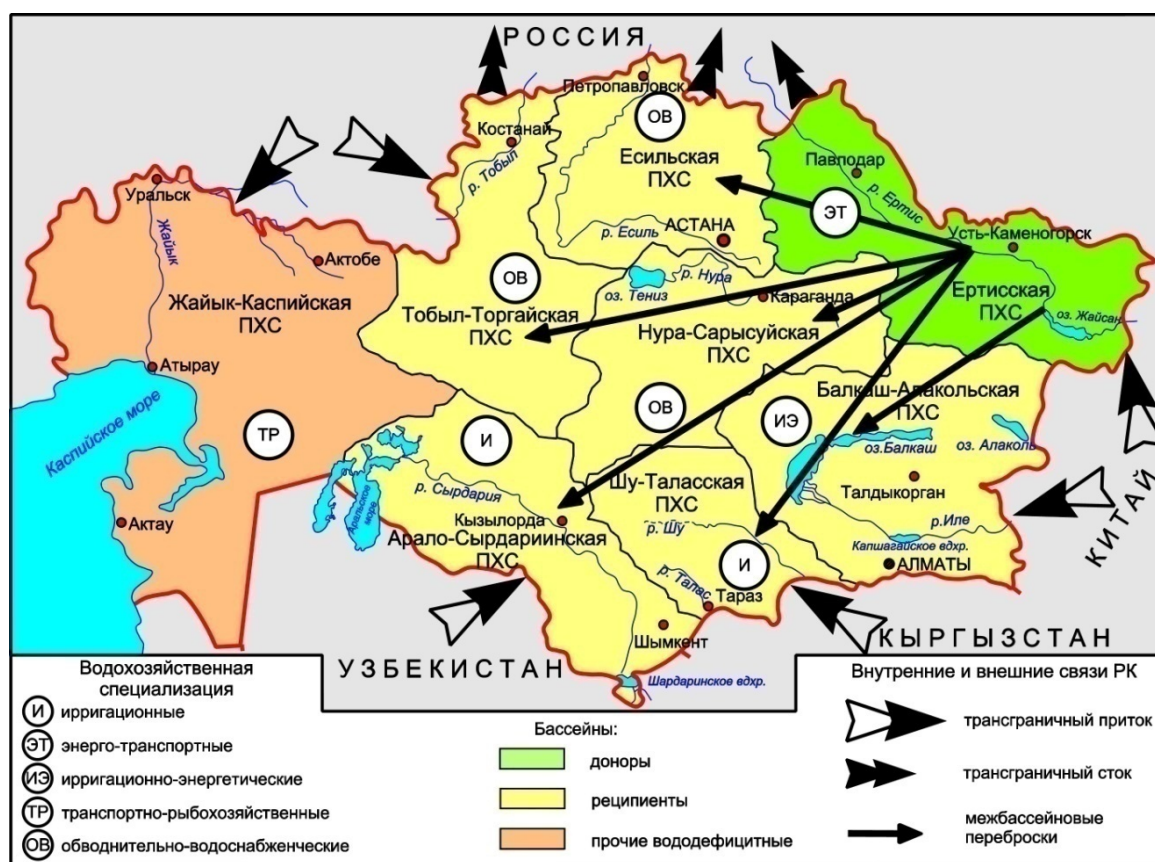 РОССИЯ
Петропавловск
Костанай
р. Тобыл
ОВ
Есильская
ПХС
Павлодар
р. Ертис
ЭТ
Уральск
Жайык
Актобе
АСТАНА
р. Есиль
Усть-Каменогорск
р. Нура
оз. Тениз
Караганда
Ертисская
ПХС
оз. Жайсан
ОВ
Жайык-Каспийская
ПХС
Тобыл-Торгайская
ПХС
Нура-Сарысуйская
ПХС
Атырау
Каспийское море
ТР
И
ОВ
ИЭ
Балкаш-Алакольская
ПХС
оз.Балкаш
оз. Алаколь
Талдыкорган
КИТАЙ
Актау
Аральское
море
р. Сырдария
Кызылорда
Арало-Сырдариинская
ПХС
Шу-Таласская
ПХС
р. Шу
р.Иле
Капшагайское вдхр.
АЛМАТЫ
И
р. Талас
Тараз
Шымкент
УЗБЕКИСТАН
КЫРГЫЗСТАН
Шардаринское вдхр.
Водохозяйственная
специализация
И ирригационные
ЭТ энерго-транспортные
ИЭ ирригационно-энергетические
ТР транспортно-рыбохозяйственные
ОВ обводнительно-водоснабженческие
Бассейны:
доноры
реципиенты
прочие вододефицитные
Внутренние и внешние связи РК
трансграничный приток
трансграничный сток
межбассейновые
переброски